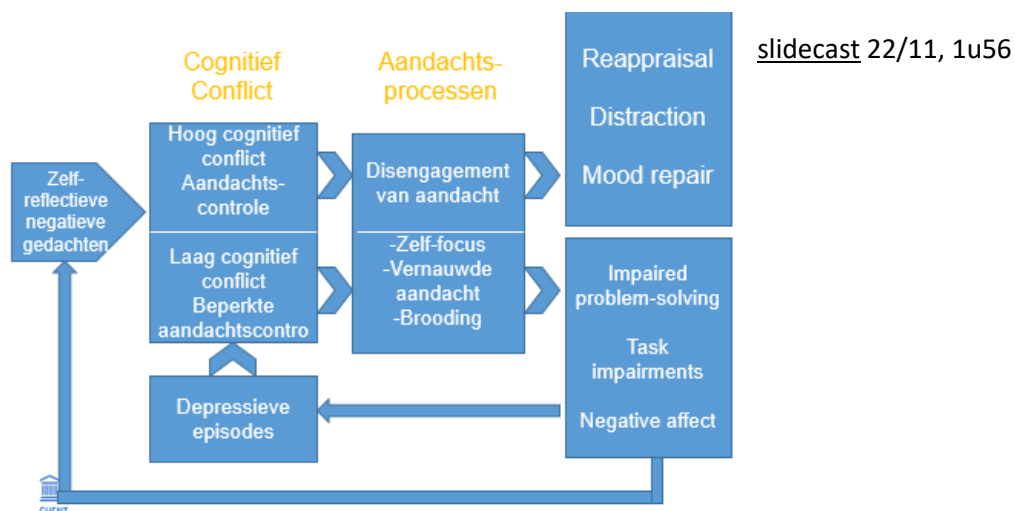 slidecast 22/11, 1u56
Cognitief
Conflict
Aandachts-
processen
Zelf-
reflectieve
negatieve
gedachten
Hoog cognitief
conflict
Aandachts-
controle
Laag cognitief
conflict
Beperkte
aandachtscontro
Disengagement
van aandacht
-Zelf-focus
-Vernauwde
aandacht
-Brooding
Reappraisal
Distraction
Mood repair
Impaired
problem-solving
Task
impairments
Negative affect
Depressieve
episodes